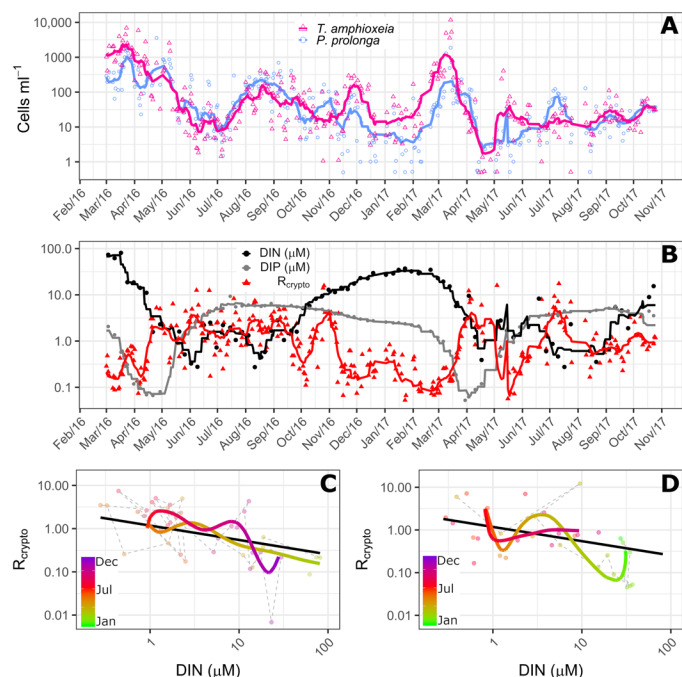 A
T. amphioxeia
P. prolonga
Cells ml⁻¹
10,000
1000
100
10
1
Feb/16 Mar/16 Apr/16 May/16 Jun/16 Jul/16 Aug/16 Sep/16 Oct/16 Nov/16 Dec/16 Jan/17 Feb/17 Mar/17 Apr/17 May/17 Jun/17 Jul/17 Aug/17 Sep/17 Oct/17 Nov/17
B
DIN (μM)
DIP (μM)
Rcrypto
100.0
10.0
1.0
0.1
Feb/16 Mar/16 Apr/16 May/16 Jun/16 Jul/16 Aug/16 Sep/16 Oct/16 Nov/16 Dec/16 Jan/17 Feb/17 Mar/17 Apr/17 May/17 Jun/17 Jul/17 Aug/17 Sep/17 Oct/17 Nov/17
C
Rcrypto
10.00
1.00
0.10
0.01
Dec
Jul
Jan
1 10 100
DIN (μM)
D
Rcrypto
10.00
1.00
0.10
0.01
Dec
Jul
Jan
1 10 100
DIN (μM)